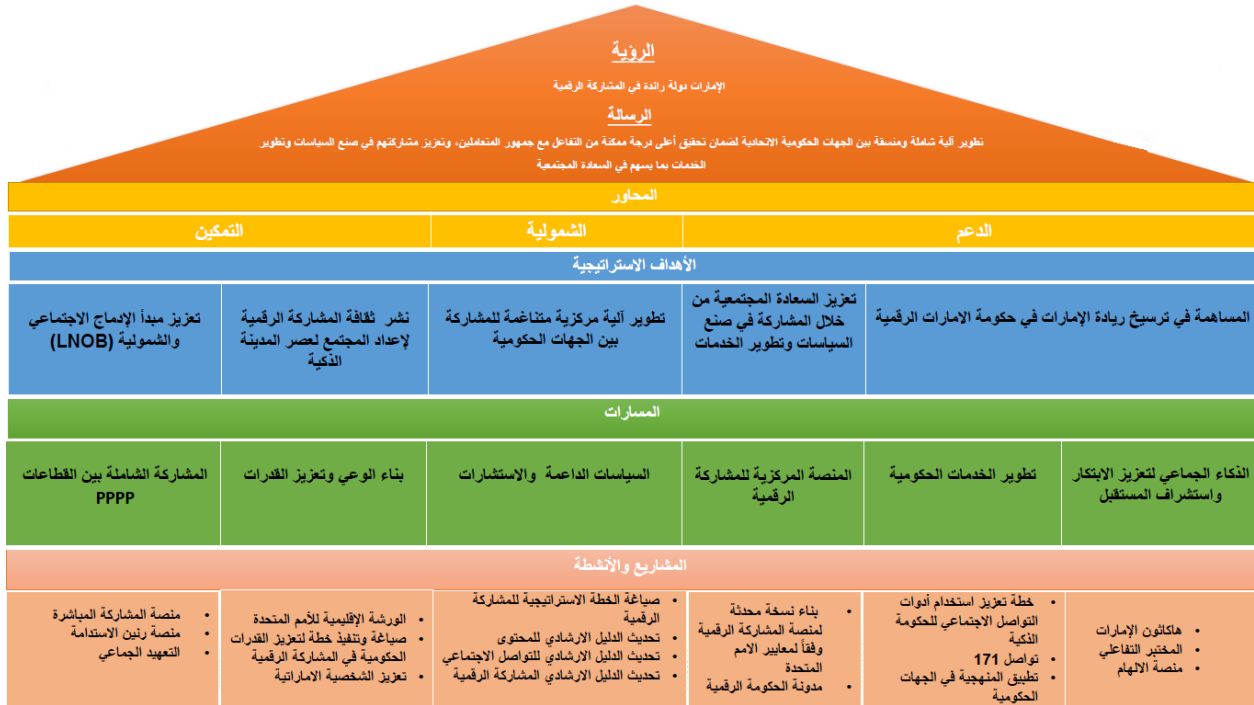 الرؤية
الإمارات دولة رائدة في المشاركة الرقمية
الرسالة
تطوير آلية شاملة ومنسقة بين الجهات الحكومية الاتحادية لضمان تحقيق أعلى درجة ممكنة من التفاعل مع جمهور المتعاملين، وتعزيز مشاركتهم في صنع السياسات وتطوير
الخدمات بما يسهم في السعادة المجتمعية
المحاور
الدعم
الشمولية
التمكين
الأهداف الاستراتيجية
المساهمة في ترسيخ ريادة الإمارات في حكومة الامارات الرقمية
تعزيز السعادة المجتمعية من
خلال المشاركة في صنع
السياسات وتطوير الخدمات
تطوير آلية مركزية متناغمة للمشاركة
بين الجهات الحكومية
نشر ثقافة المشاركة الرقمية
لإعداد المجتمع لعصر المدينة
الذكية
تعزيز مبدأ الإدماج الاجتماعي
والشمولية (LNOB)
المسارات
الذكاء الجماعي لتعزيز الابتكار
واستشراف المستقبل
تطوير الخدمات الحكومية
المنصة المركزية للمشاركة
الرقمية
السياسات الداعمة والاستشارات
بناء الوعي وتعزيز القدرات
المشاركة الشاملة بين القطاعات
PPPP
المشاريع والأنشطة
• هاكاثون الإمارات
• المختبر التفاعلي
• منصة الالهام
• خطة تعزيز استخدام أدوات
التواصل الاجتماعي للحكومة
الذكية
• تواصل 171
• تطبيق المنهجية في الجهات
الحكومية
• بناء نسخة محدثة
لمنصة المشاركة الرقمية
وفقاً لمعايير الامم
المتحدة
• مدونة الحكومة الرقمية
• صياغة الخطة الاستراتيجية للمشاركة
الرقمية
• تحديث الدليل الارشادي للمحتوى
• تحديث الدليل الارشادي للتواصل الاجتماعي
• تحديث الدليل الارشادي المشاركة الرقمية
• الورشة الإقليمية للأمم المتحدة
• صياغة وتنفيذ خطة لتعزيز القدرات
الحكومية في المشاركة الرقمية
• تعزيز الشخصية الاماراتية
• منصة المشاركة المباشرة
• منصة رنين الاستدامة
• التعهيد الجماعي